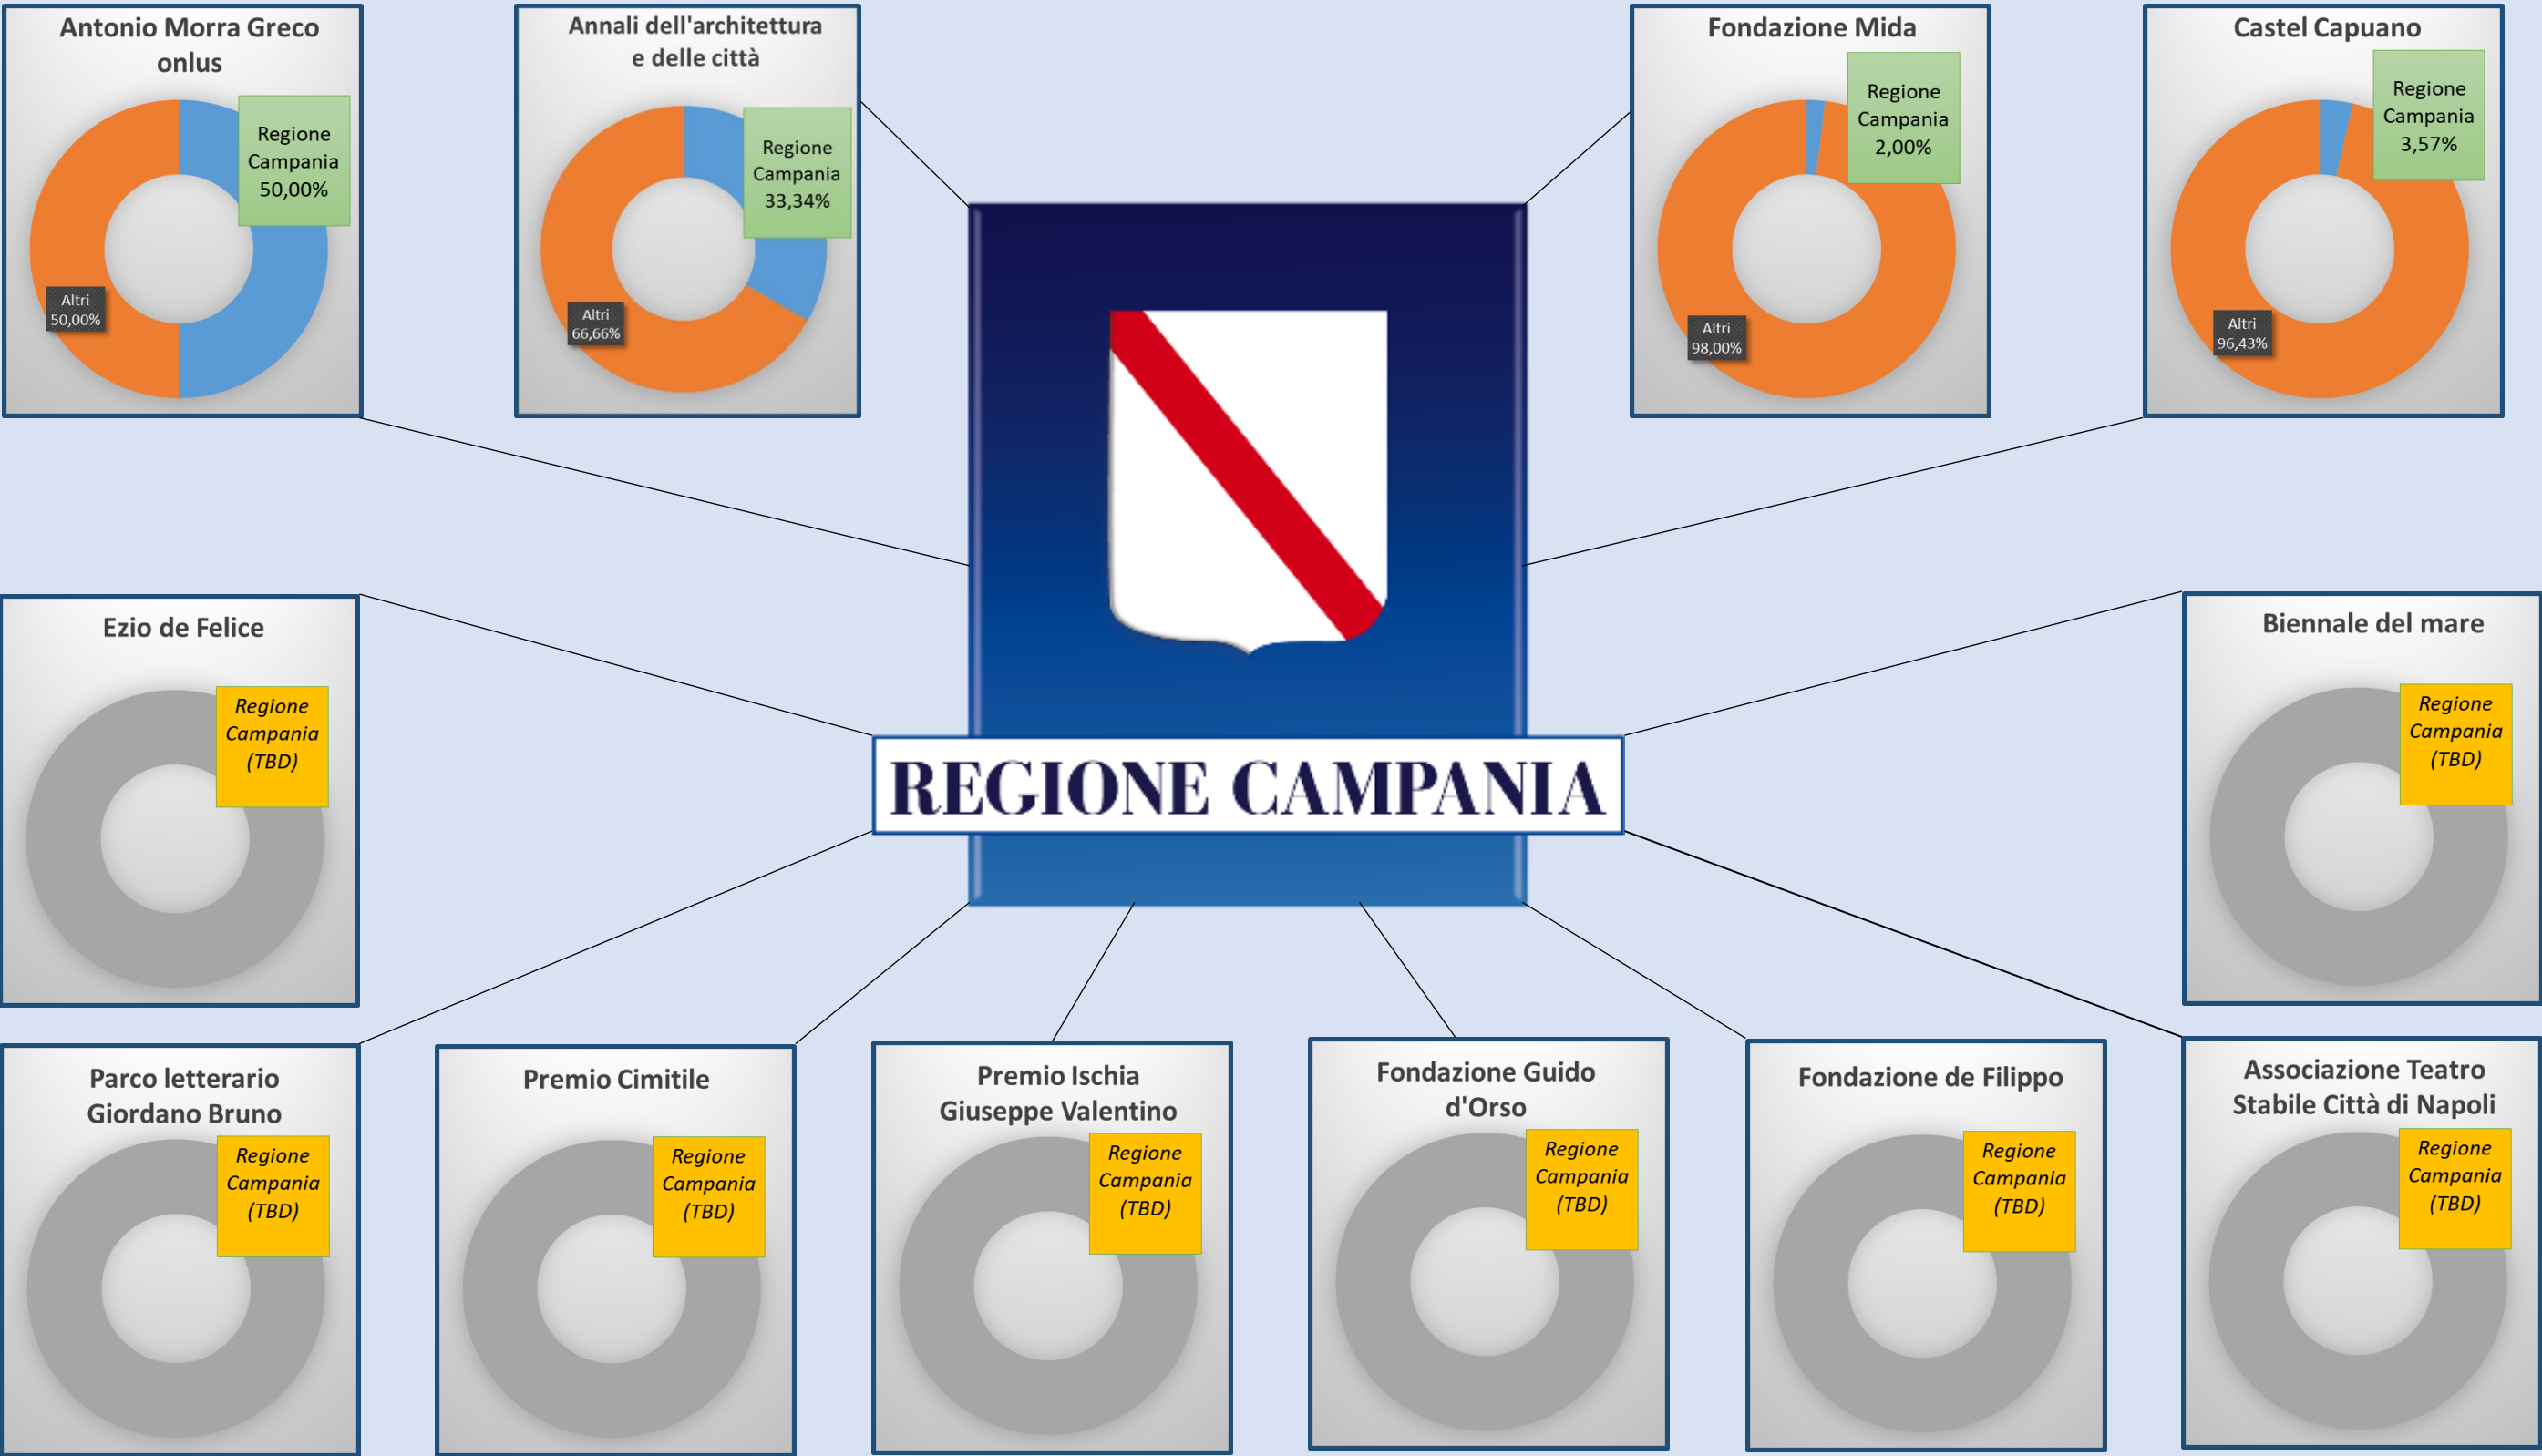 Antonio Morra Greco
onlus
Regione
Campania
50,00%
Altri
50,00%
Annali dell'architettura
e delle città
Regione
Campania
33,34%
Altri
66,66%
Fondazione Mida
Regione
Campania
2,00%
Altri
98,00%
Castel Capuano
Regione
Campania
3,57%
Altri
96,43%
Ezio de Felice
Regione
Campania
(TBD)
REGIONE CAMPANIA
Biennale del mare
Regione
Campania
(TBD)
Parco letterario
Giordano Bruno
Regione
Campania
(TBD)
Premio Cimitile
Regione
Campania
(TBD)
Premio Ischia
Giuseppe Valentino
Regione
Campania
(TBD)
Fondazione Guido
d'Orso
Regione
Campania
(TBD)
Fondazione de Filippo
Regione
Campania
(TBD)
Associazione Teatro
Stabile Città di Napoli
Regione
Campania
(TBD)